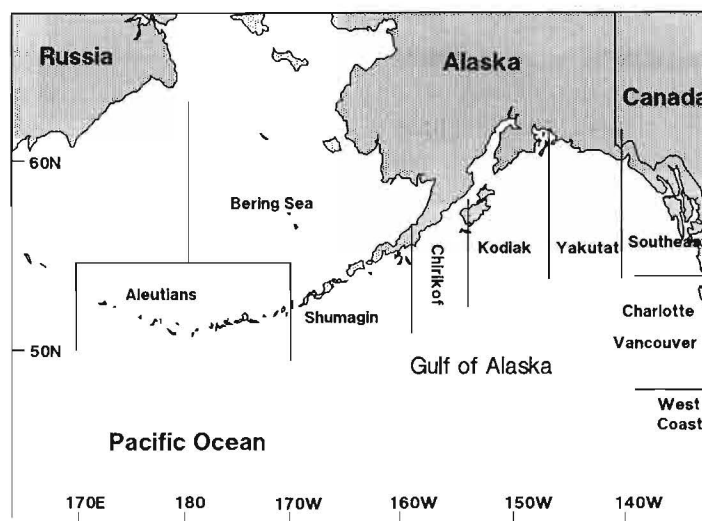 Russia
Alaska
Canada
60N
Bering Sea
Chirikof
Kodiak
Yakutat
Southeas
Aleutians
Shumagin
Charlotte
Vancouver
50N
Gulf of Alaska
West
Coast
Pacific Ocean
170E 180 170W 160W 150W 140W